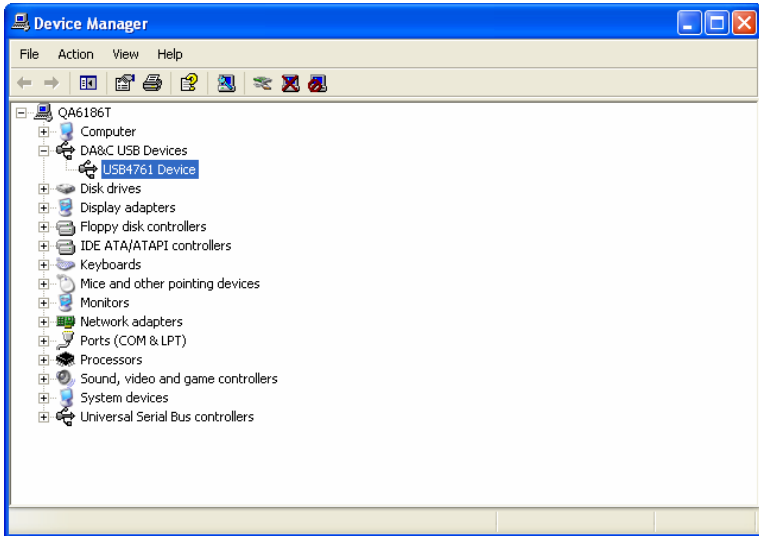 Device Manager
File Action View Help
QA6186T
Computer
DA&C USB Devices
USB4761 Device
Disk drives
Display adapters
Floppy disk controllers
IDE ATA/ATAPI controllers
Keyboards
Mice and other pointing devices
Monitors
Network adapters
Ports (COM & LPT)
Processors
Sound, video and game controllers
System devices
Universal Serial Bus controllers